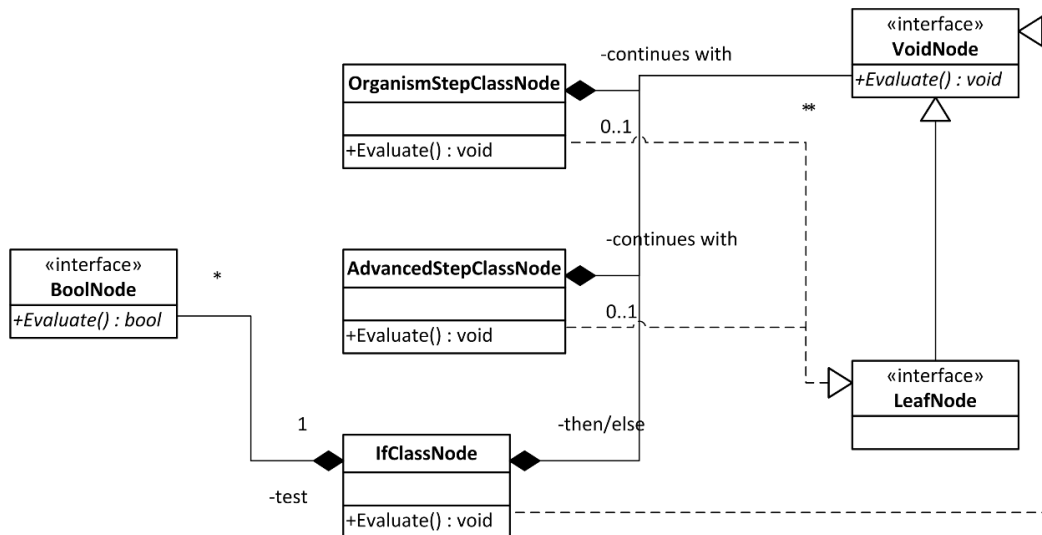 «interface»
VoidNode
+Evaluate() : void
-continues with
OrganismStepClassNode
+Evaluate() : void
0..1
**
-continues with
«interface»
BoolNode
+Evaluate() : bool
*
AdvancedStepClassNode
+Evaluate() : void
0..1
«interface»
LeafNode
1
-test
IfClassNode
+Evaluate() : void
-then/else